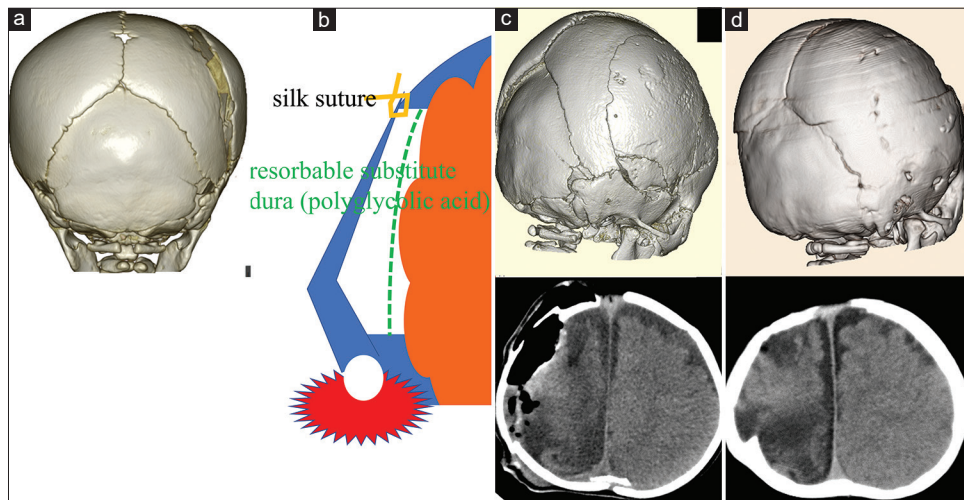 a
b
c
d
silk suture
resorbable substitute
dura (polyglycolic acid)